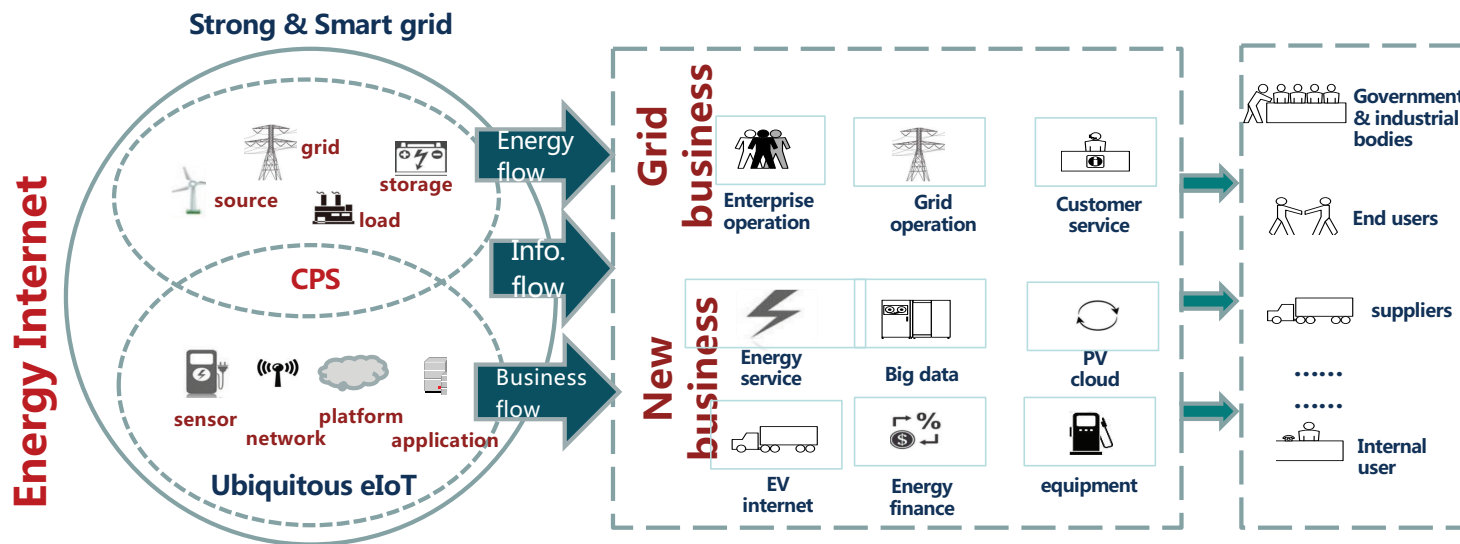 Energy Internet
Strong & Smart grid
grid
storage
source
load
CPS
sensor
platform
network
application
Ubiquitous eIoT
Energy
flow
Info.
flow
Business
flow
Grid
business
Enterprise
operation
Grid
operation
Customer
service
New
business
Energy
service
Big data
PV
cloud
EV
internet
Energy
finance
equipment
Government
& industrial
bodies
End users
suppliers
......
......
Internal
user